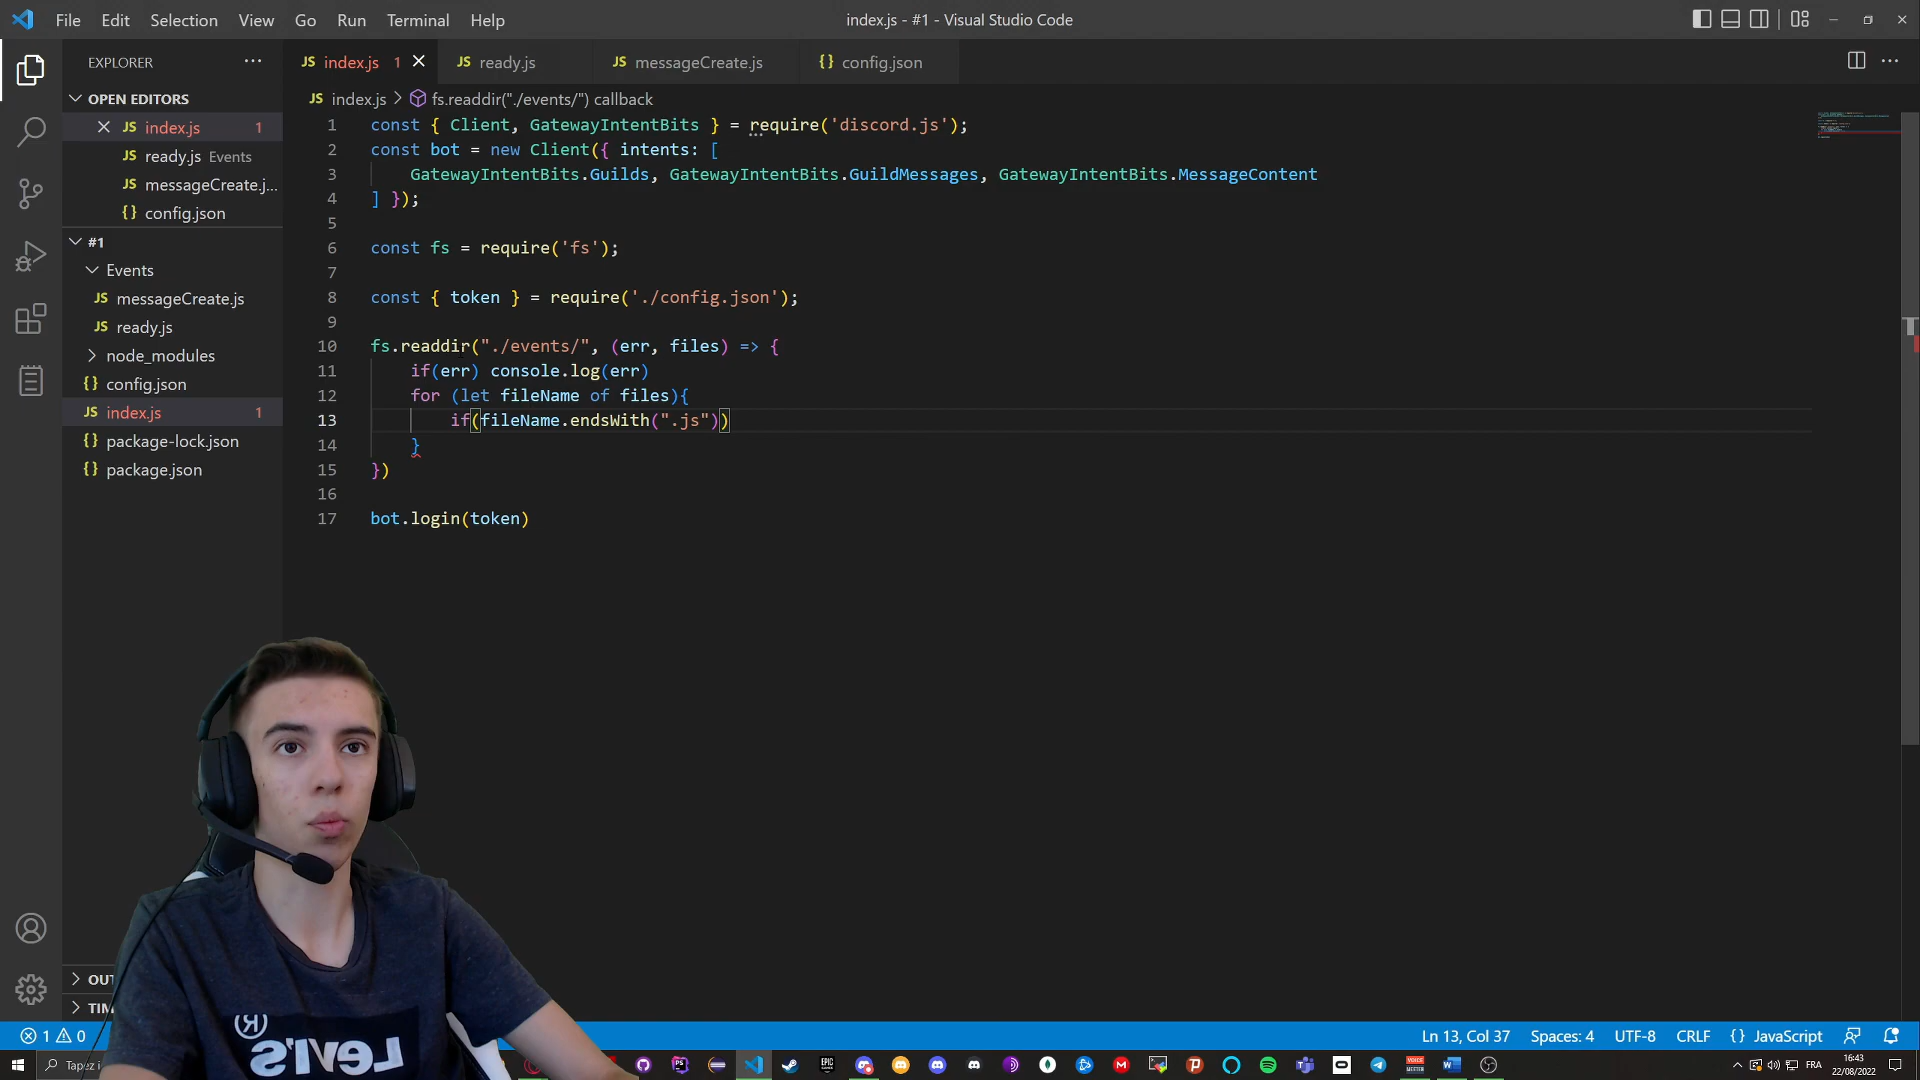 File Edit Selection View Go Run Terminal Help
index.js - #1 - Visual Studio Code
EXPLORER
JS index.js 1
JS ready.js
JS messageCreate.js
{} config.json
OPEN EDITORS
JS index.js 1
JS ready.js Events
JS messageCreate.j...
{} config.json
#1
Events
JS messageCreate.js
JS ready.js
node_modules
{} config.json
JS index.js 1
{} package-lock.json
{} package.json
JS index.js > fs.readdir("./events/") callback
1 const { Client, GatewayIntentBits } = require('discord.js');
2 const bot = new Client({ intents: [
3 GatewayIntentBits.Guilds, GatewayIntentBits.GuildMessages, GatewayIntentBits.MessageContent
4 ] });
5
6 const fs = require('fs');
7
8 const { token } = require('./config.json');
9
10 fs.readdir("./events/", (err, files) => {
11 if(err) console.log(err)
12 for (let fileName of files){
13 if(fileName.endsWith(".js"))
14 }
15 })
16
17 bot.login(token)
OUT
TIM
LEVI'S
®
1 0
Ln 13, Col 37 Spaces: 4 UTF-8 CRLF {} JavaScript
Tapez i
FRA
16:43
22/08/2022